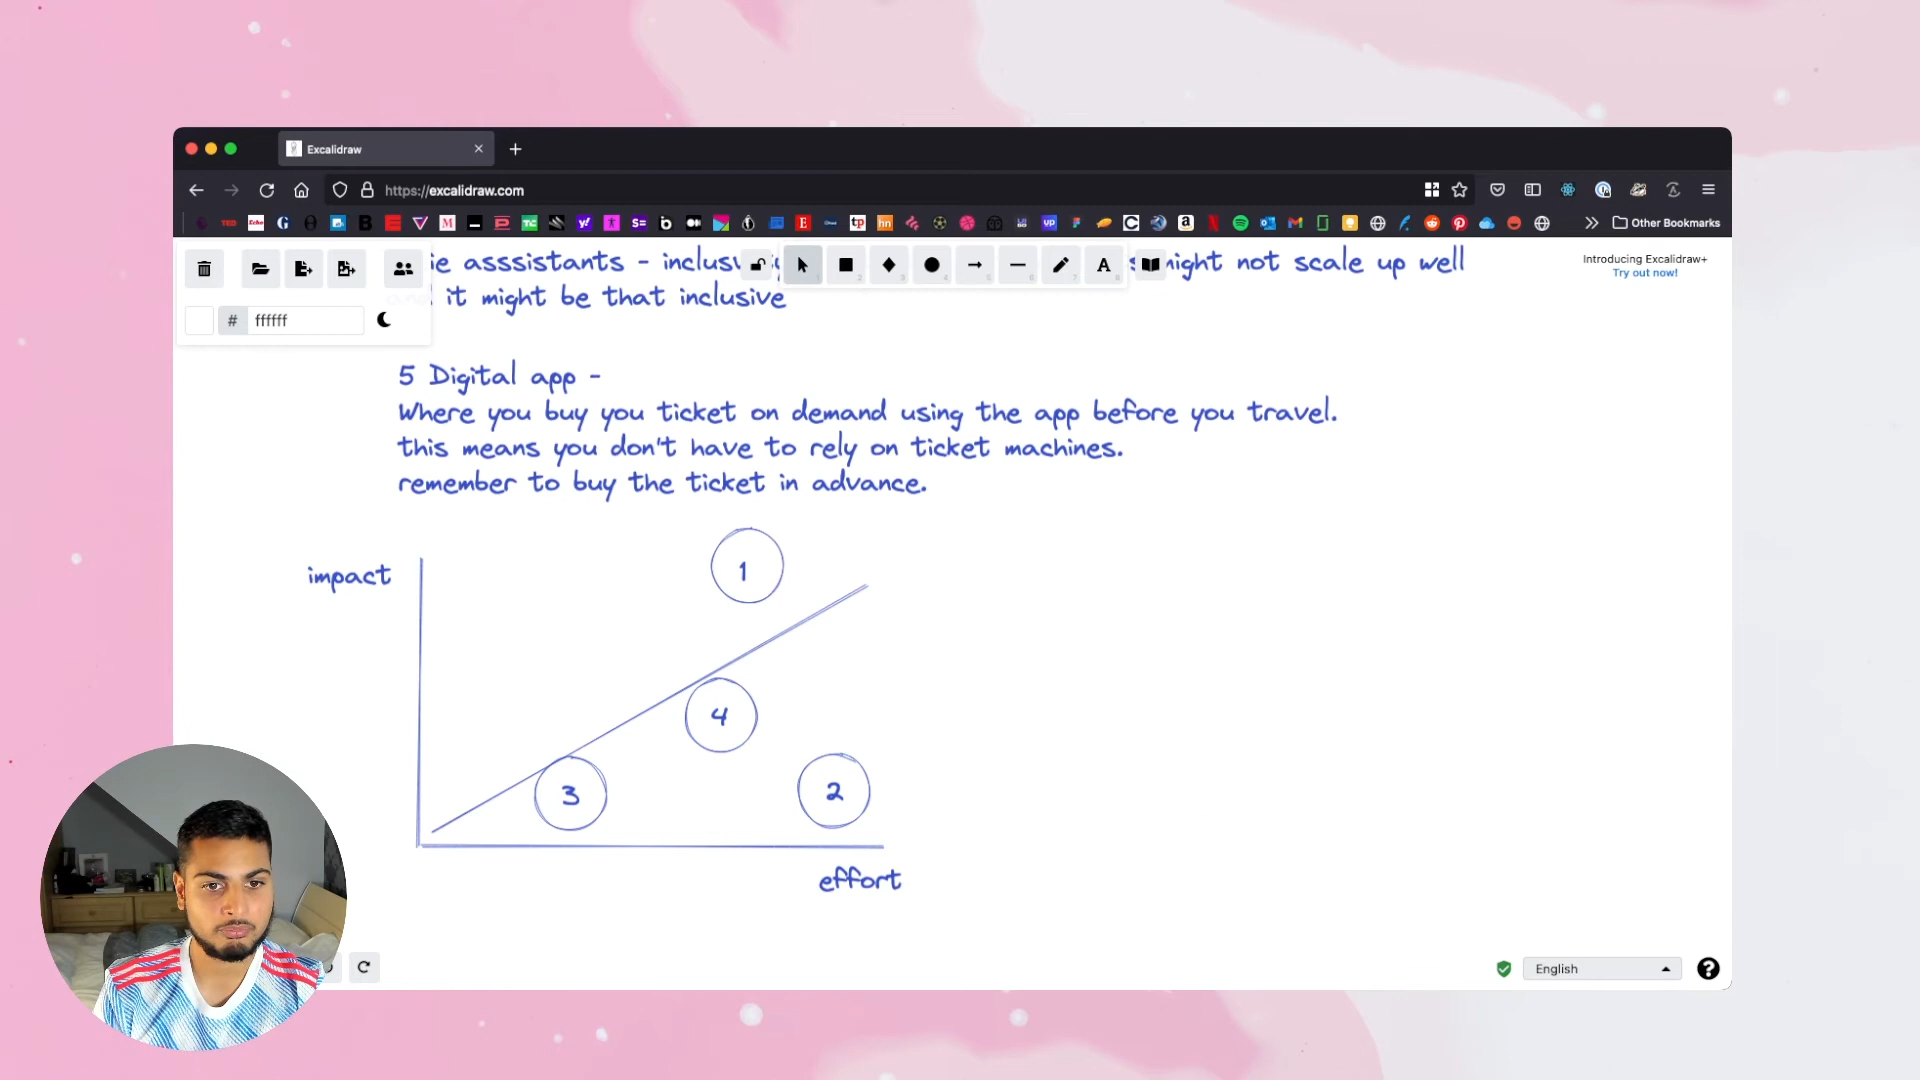 Excalidraw
https://excalidraw.com
TED
Echo
Other Bookmarks
ie asssistants - inclusv
might not scale up well
it might be that inclusive
# ffffff
Introducing Excalidraw+
Try out now!
5 Digital app -
Where you buy you ticket on demand using the app before you travel.
this means you don't have to rely on ticket machines.
remember to buy the ticket in advance.
impact
1
4
3
2
effort
English